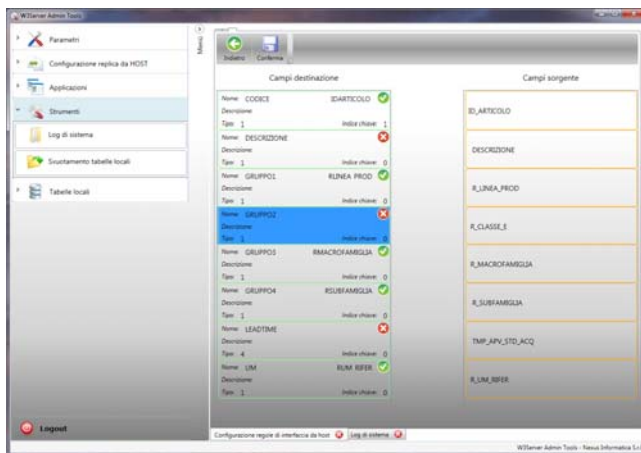 W3Server Admin Tools
Parametri
Configurazione replica da HOST
Applicazioni
Strumenti
Log di sistema
Svuotamento tabelle locali
Tabelle locali
Logout
Menù
Indietro
Conferma
Campi destinazione
Nome CODICE IDARTICOLO
Descrizione
Tipo 1 Indice chiave 1
Nome DESCRIZIONE
Descrizione
Tipo 1 Indice chiave 0
Nome GRUPPO1 RLINEA PROD
Descrizione
Tipo 1 Indice chiave 0
Nome GRUPPO2
Descrizione
Tipo 1 Indice chiave 0
Nome GRUPPO3 RMACROFAMIGLIA
Descrizione
Tipo 1 Indice chiave 0
Nome GRUPPO4 RSUBFAMIGLIA
Descrizione
Tipo 1 Indice chiave 0
Nome LEADTIME
Descrizione
Tipo 4 Indice chiave 0
Nome UM RUM RIFER
Descrizione
Tipo 1 Indice chiave 0
Campi sorgente
ID_ARTICOLO
DESCRIZIONE
R_LINEA_PROD
R_CLASSE_E
R_MACROFAMIGLIA
R_SUBFAMIGLIA
TMP_APV_STD_ACQ
R_UM_RIFER
Configurazione regole di interfaccia da host
Log di sistema
W3Server Admin Tools - Nexus Informatica S.r.l